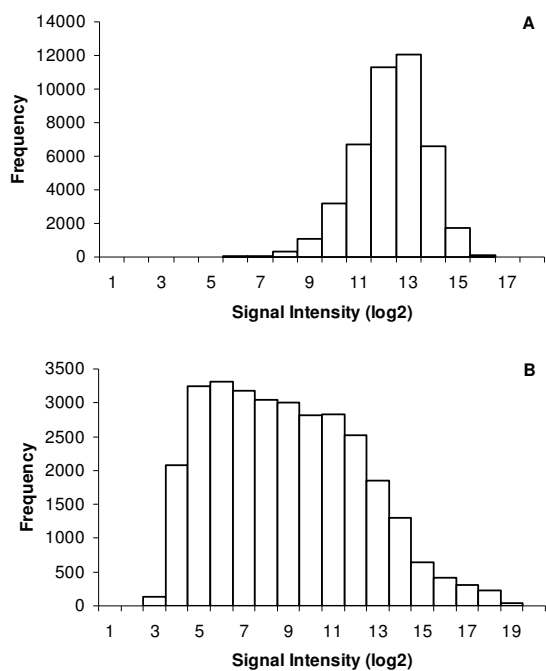 A
14000
12000
10000
8000
6000
4000
2000
0
Frequency
1 3 5 7 9 11 13 15 17
Signal Intensity (log2)
B
3500
3000
2500
2000
1500
1000
500
0
Frequency
1 3 5 7 9 11 13 15 17 19
Signal Intensity (log2)